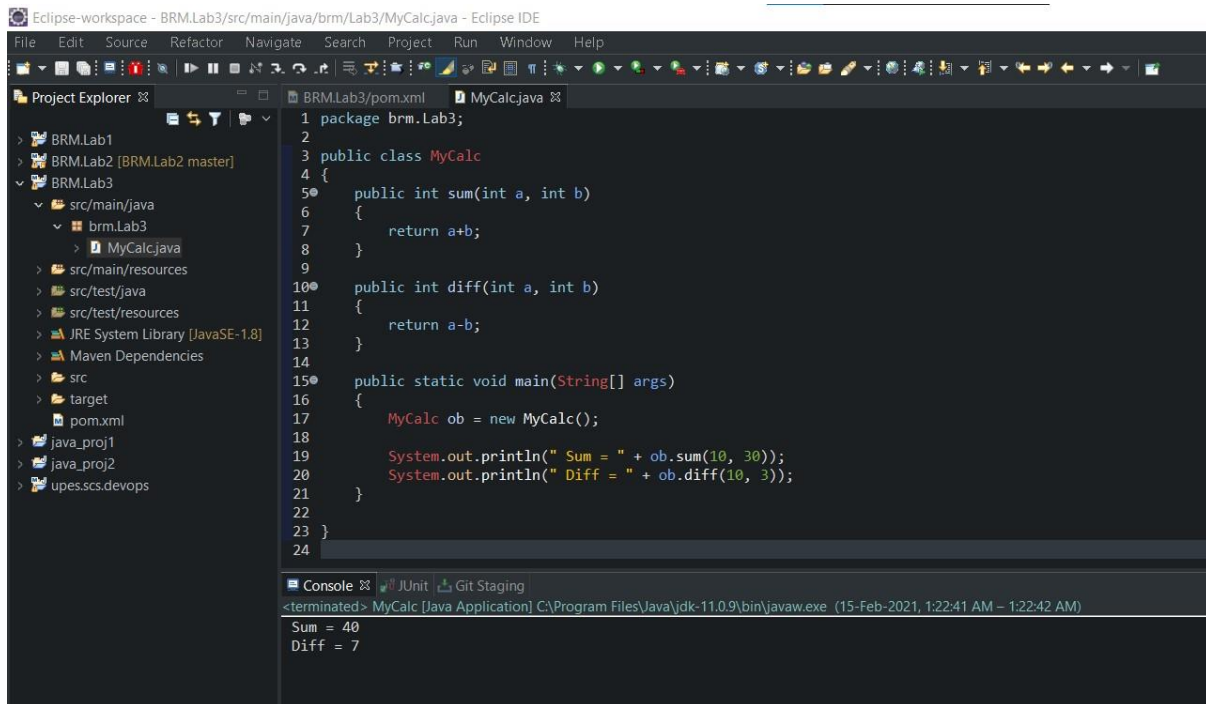 Eclipse-workspace - BRM.Lab3/src/main/java/brm/Lab3/MyCalc.java - Eclipse IDE
File Edit Source Refactor Navigate Search Project Run Window Help
Project Explorer
BRM.Lab1
BRM.Lab2 [BRM.Lab2 master]
BRM.Lab3
src/main/java
brm.Lab3
MyCalc.java
src/main/resources
src/test/java
src/test/resources
JRE System Library [JavaSE-1.8]
Maven Dependencies
src
target
pom.xml
java_proj1
java_proj2
upes.scs.devops
BRM.Lab3/pom.xml MyCalc.java
1 package brm.Lab3;
2
3 public class MyCalc
4 {
5 public int sum(int a, int b)
6 {
7 return a+b;
8 }
9
10 public int diff(int a, int b)
11 {
12 return a-b;
13 }
14
15 public static void main(String[] args)
16 {
17 MyCalc ob = new MyCalc();
18
19 System.out.println(" Sum = " + ob.sum(10, 30));
20 System.out.println(" Diff = " + ob.diff(10, 3));
21 }
22
23 }
24
Console JUnit Git Staging
<terminated> MyCalc [Java Application] C:\Program Files\Java\jdk-11.0.9\bin\javaw.exe (15-Feb-2021, 1:22:41 AM – 1:22:42 AM)
Sum = 40
Diff = 7